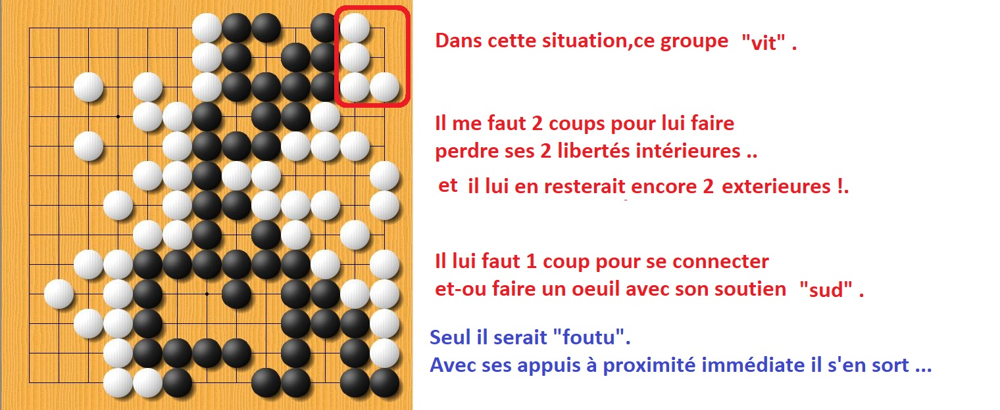 Dans cette situation,ce groupe "vit" .
Il me faut 2 coups pour lui faire
perdre ses 2 libertés intérieures ..
et il lui en resterait encore 2 exterieures !.
Il lui faut 1 coup pour se connecter
et-ou faire un oeuil avec son soutien "sud" .
Seul il serait "foutu".
Avec ses appuis à proximité immédiate il s'en sort ...